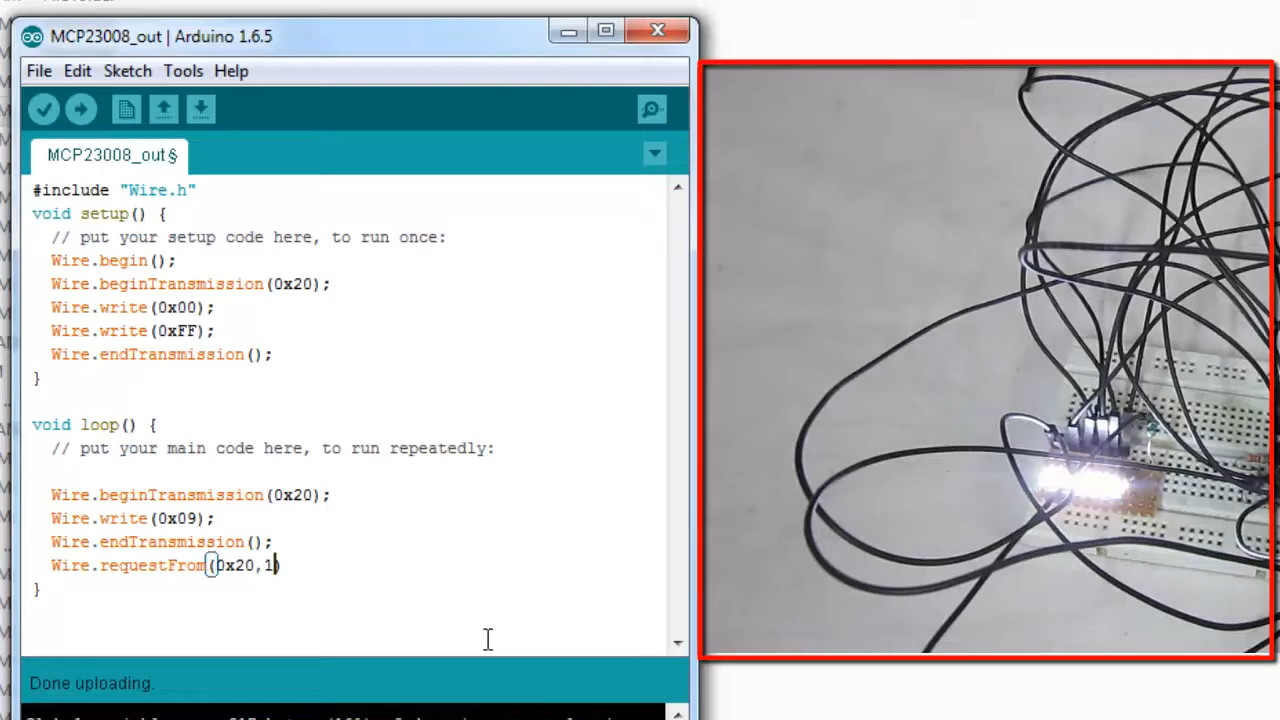 MCP23008_out | Arduino 1.6.5
File Edit Sketch Tools Help
MCP23008_out§
#include "Wire.h"
void setup() {
// put your setup code here, to run once:
Wire.begin();
Wire.beginTransmission(0x20);
Wire.write(0x00);
Wire.write(0xFF);
Wire.endTransmission();
}
void loop() {
// put your main code here, to run repeatedly:
Wire.beginTransmission(0x20);
Wire.write(0x09);
Wire.endTransmission();
Wire.requestFrom(0x20,1)
}
Done uploading.